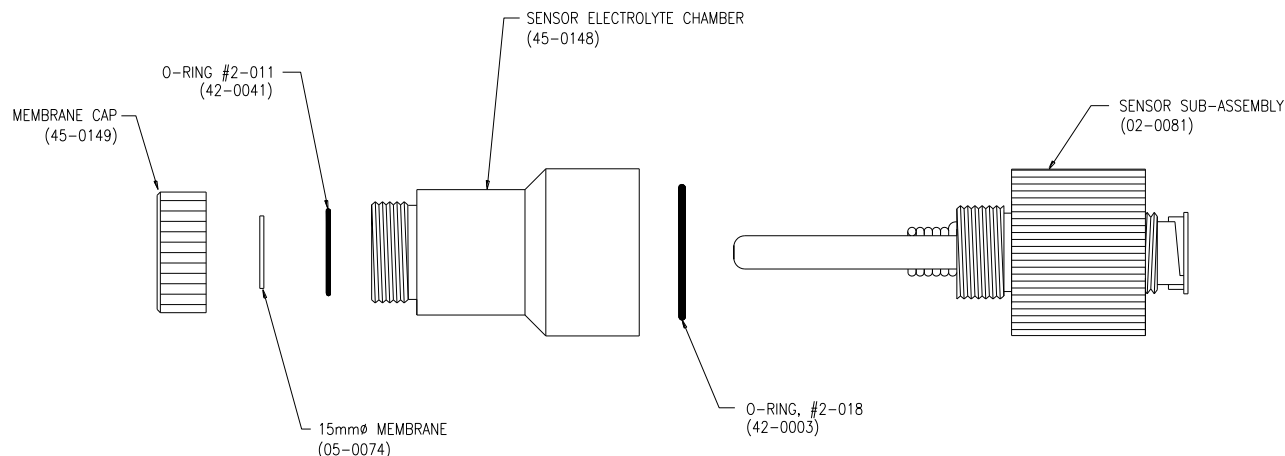 SENSOR ELECTROLYTE CHAMBER
(45-0148)
O-RING #2-011
(42-0041)
MEMBRANE CAP
(45-0149)
SENSOR SUB-ASSEMBLY
(02-0081)
15mmø MEMBRANE
(05-0074)
O-RING, #2-018
(42-0003)